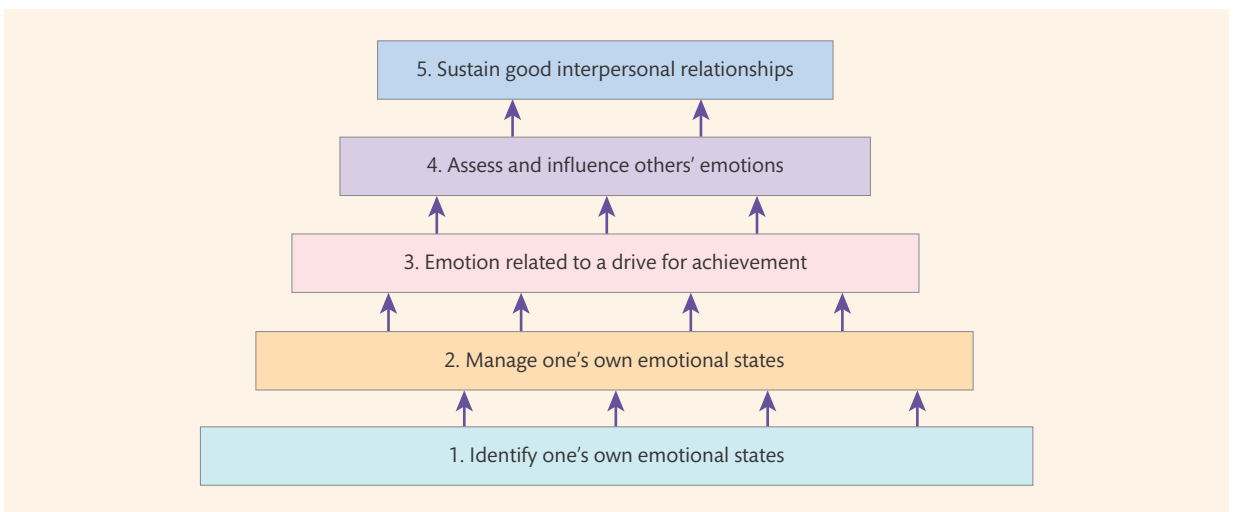 5. Sustain good interpersonal relationships
4. Assess and influence others’ emotions
3. Emotion related to a drive for achievement
2. Manage one’s own emotional states
1. Identify one’s own emotional states